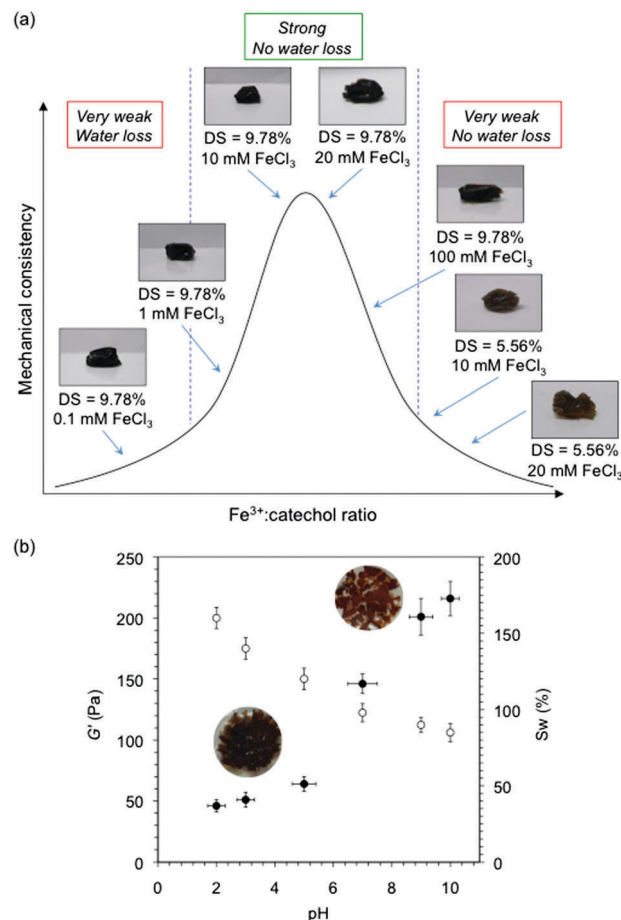 (a)
Strong
No water loss
Very weak
Water loss
Very weak
No water loss
DS = 9.78%
10 mM FeCl₃
DS = 9.78%
20 mM FeCl₃
DS = 9.78%
100 mM FeCl₃
DS = 9.78%
1 mM FeCl₃
DS = 5.56%
10 mM FeCl₃
DS = 9.78%
0.1 mM FeCl₃
DS = 5.56%
20 mM FeCl₃
Mechanical consistency
Fe³⁺:catechol ratio
(b)
250
200
150
100
50
0
G′ (Pa)
200
150
100
50
0
Sw (%)
0
2
4
6
8
10
pH